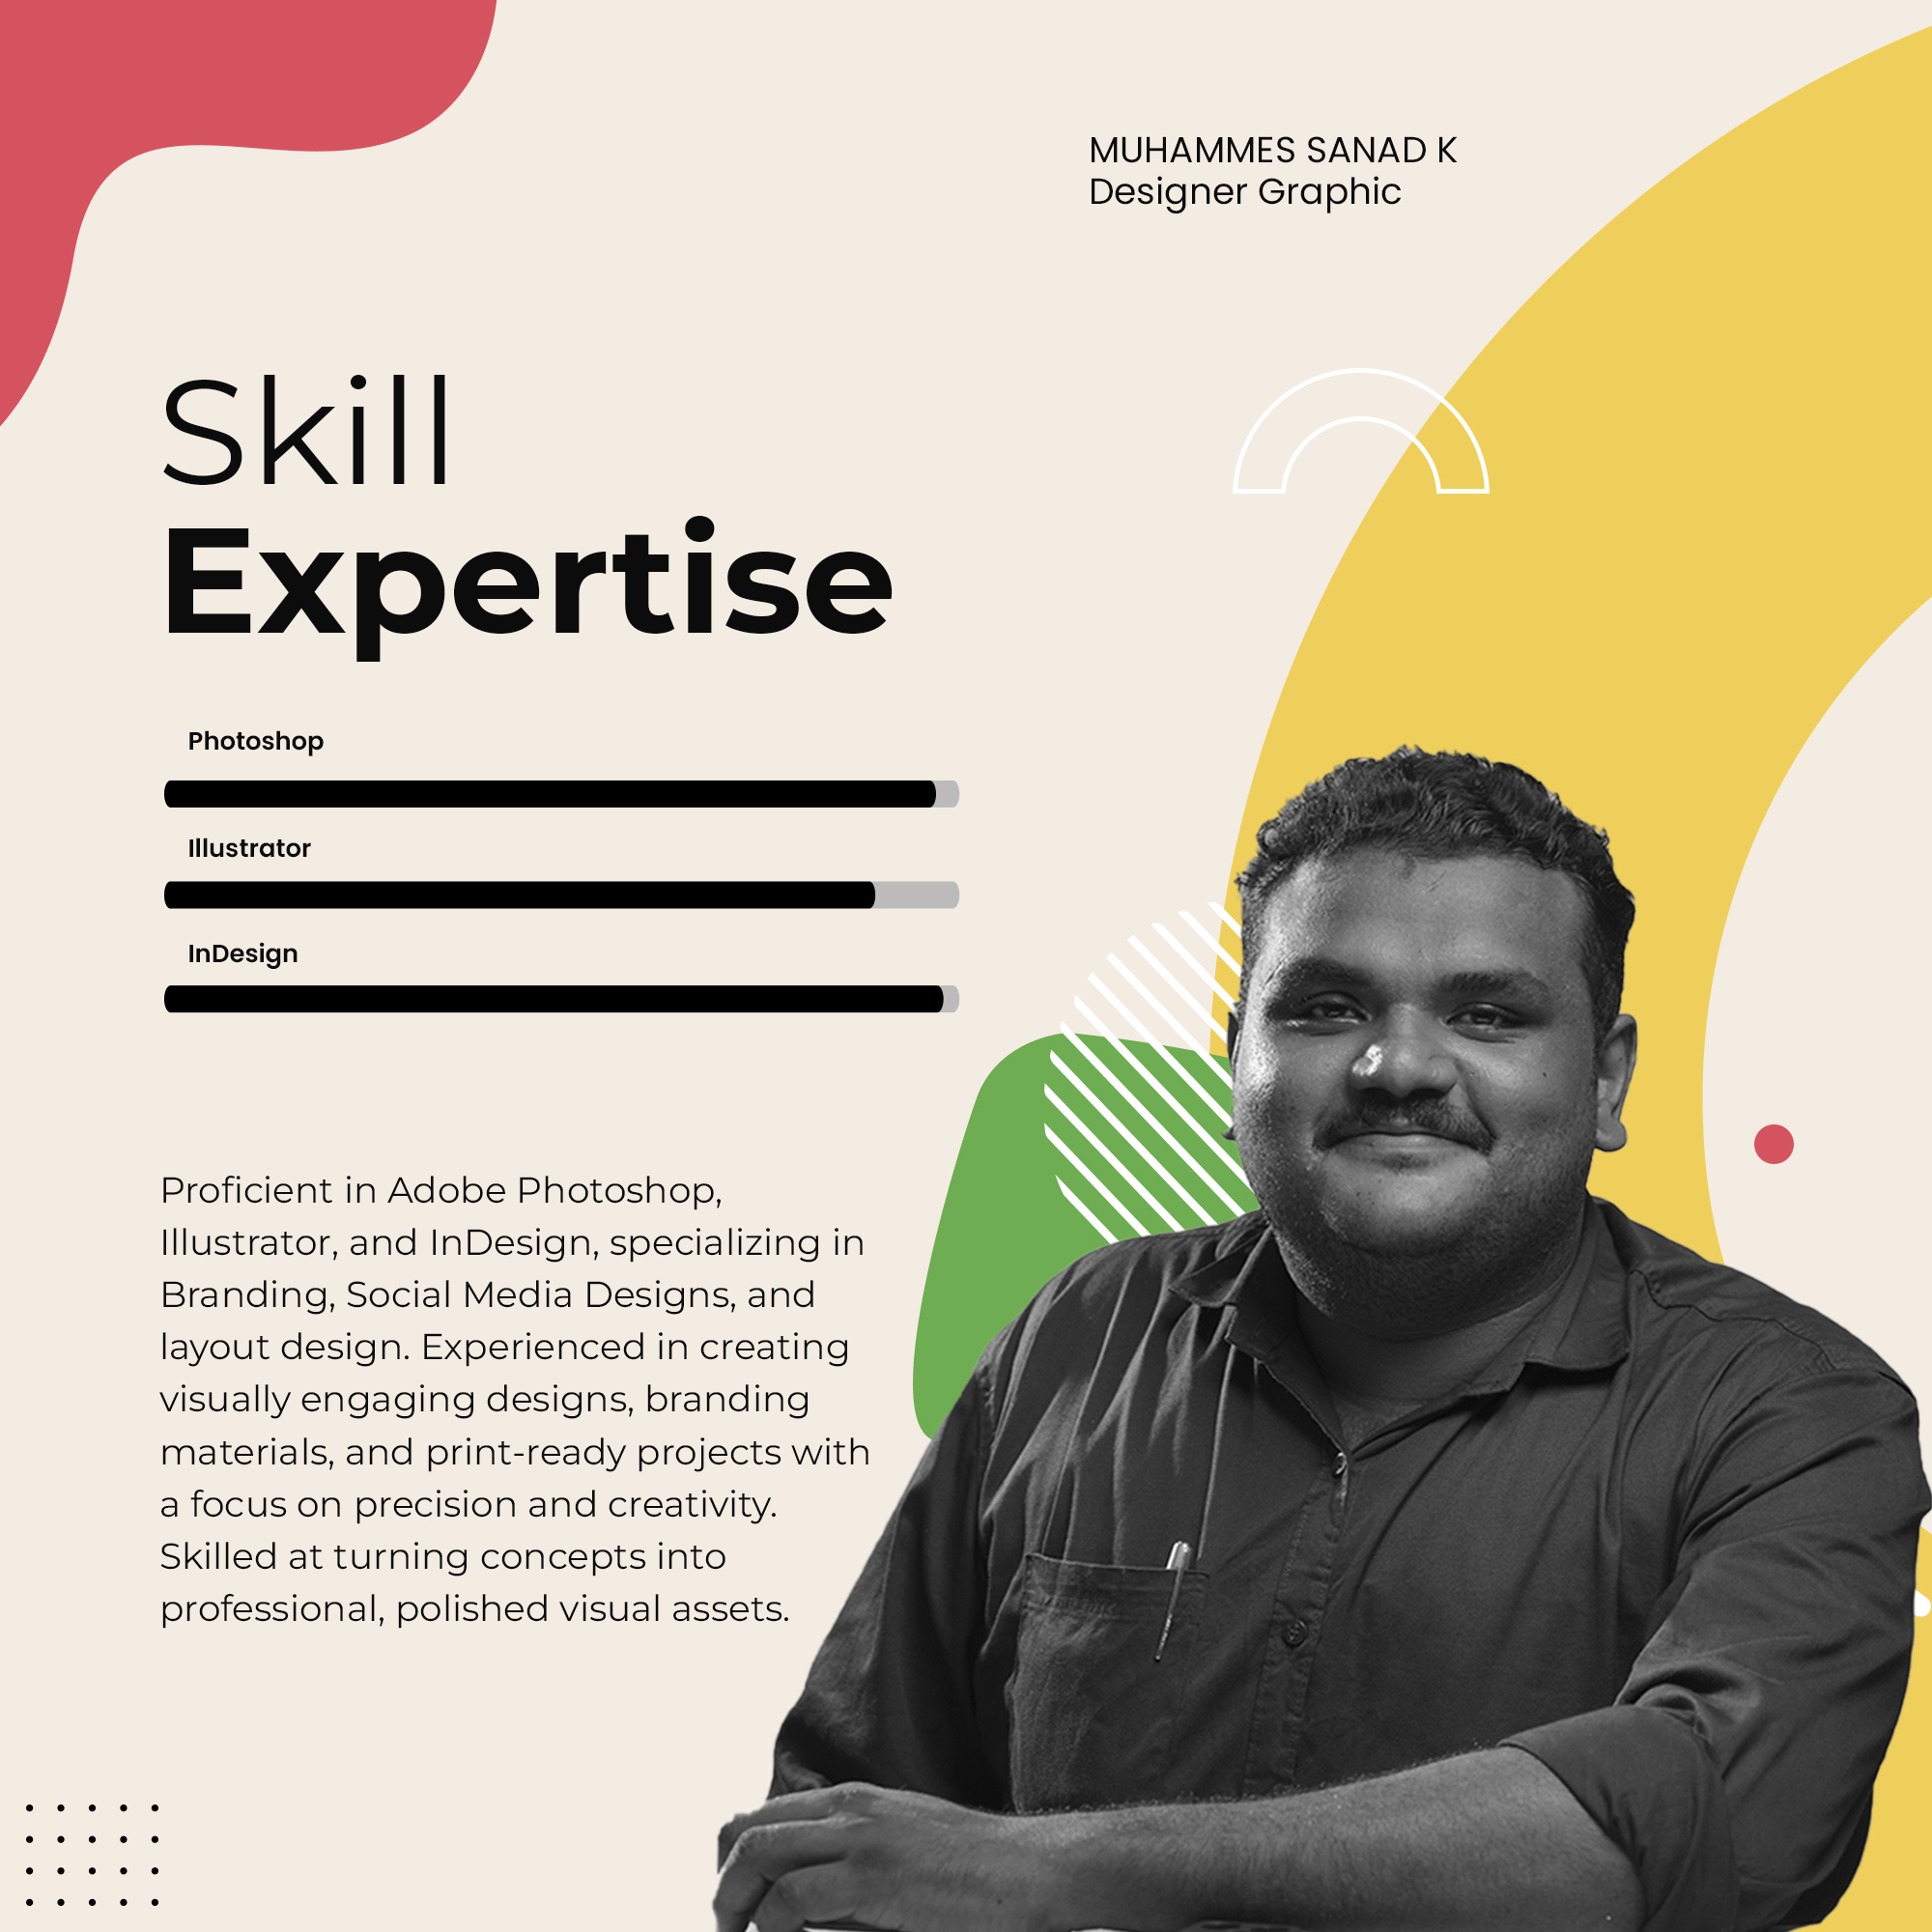 MUHAMMES SANAD K
Designer Graphic
Skill
Expertise
Photoshop
Illustrator
InDesign
Proficient in Adobe Photoshop,
Illustrator, and InDesign, specializing in
Branding, Social Media Designs, and
layout design. Experienced in creating
visually engaging designs, branding
materials, and print-ready projects with
a focus on precision and creativity.
Skilled at turning concepts into
professional, polished visual assets.